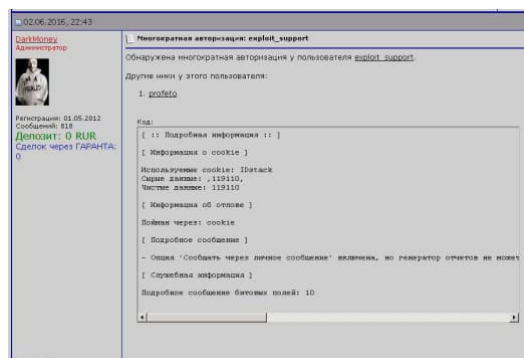 02.06.2016, 22:43
DarkMoney
Администратор
Регистрация: 01.05.2012
Сообщений: 818
Депозит: 0 RUR
Сделок через ГАРАНТА:
0
Многократная авторизация: exploit_support
Обнаружена многократная авторизация у пользователя exploit_support.
Другие ники у этого пользователя:
1. profeto
Код:
[ :: Подробная информация :: ]
[ Информация о cookie ]
Используемые cookie: IDstack
Сырые данные: ,119110,
Чистые данные: 119110
[ Информация об отлове ]
Пойман через: cookie
[ Подробное сообщение ]
- Опция 'Сообщать через личное сообщение' включена, но генератор отчетов не может
[ Служебная информация ]
Подробное сообщение битовых полей: 10